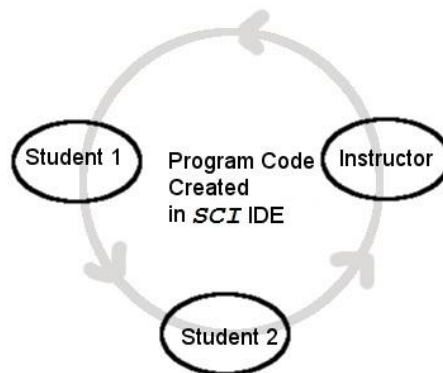 Student 1
Program Code
Created
in SCI IDE
Instructor
Student 2